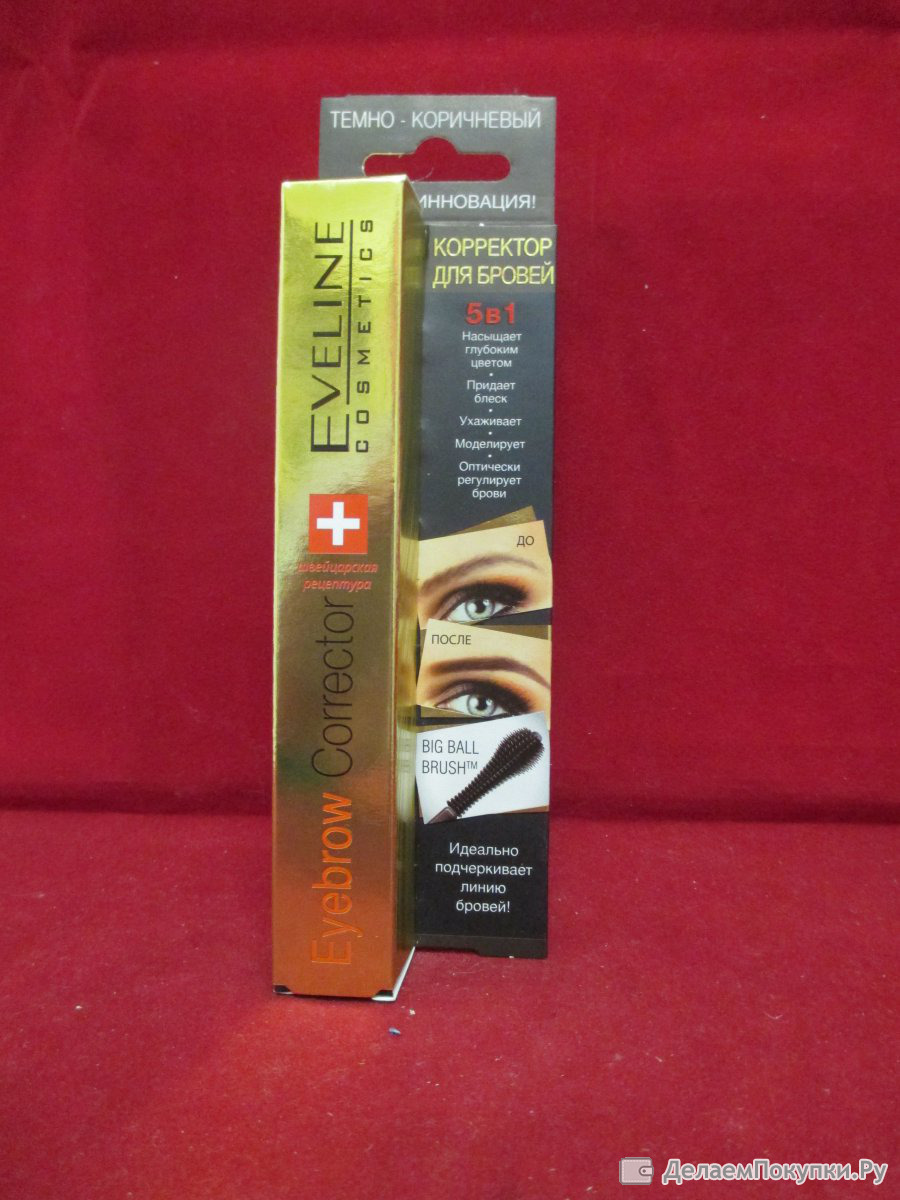 ТЕМНО - КОРИЧНЕВЫЙ
ИННОВАЦИЯ!
КОРРЕКТОР
ДЛЯ БРОВЕЙ
5в1
Насыщает
глубоким
цветом
•
Придает
блеск
•
Ухаживает
•
Моделирует
•
Оптически
регулирует
брови
ДО
ПОСЛЕ
BIG BALL
BRUSH™
Идеально
подчеркивает
линию
бровей!
EVELINE
COSMETICS
швейцарская
рецептура
Eyebrow Corrector
ДелаемПокупки.Ру